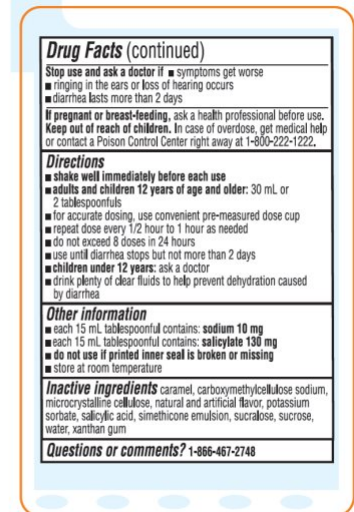 Drug Facts (continued)
Stop use and ask a doctor if ■ symptoms get worse
■ ringing in the ears or loss of hearing occurs
■ diarrhea lasts more than 2 days
If pregnant or breast-feeding, ask a health professional before use.
Keep out of reach of children. In case of overdose, get medical help
or contact a Poison Control Center right away at 1-800-222-1222.
Directions
■ shake well immediately before each use
■ adults and children 12 years of age and older: 30 mL or
2 tablespoonfuls
■ for accurate dosing, use convenient pre-measured dose cup
■ repeat dose every 1/2 hour to 1 hour as needed
■ do not exceed 8 doses in 24 hours
■ use until diarrhea stops but not more than 2 days
■ children under 12 years: ask a doctor
■ drink plenty of clear fluids to help prevent dehydration caused
by diarrhea
Other information
■ each 15 mL tablespoonful contains: sodium 10 mg
■ each 15 mL tablespoonful contains: salicylate 130 mg
■ do not use if printed inner seal is broken or missing
■ store at room temperature
Inactive ingredients caramel, carboxymethylcellulose sodium,
microcrystalline cellulose, natural and artificial flavor, potassium
sorbate, salicylic acid, simethicone emulsion, sucralose, sucrose,
water, xanthan gum
Questions or comments? 1-866-467-2748